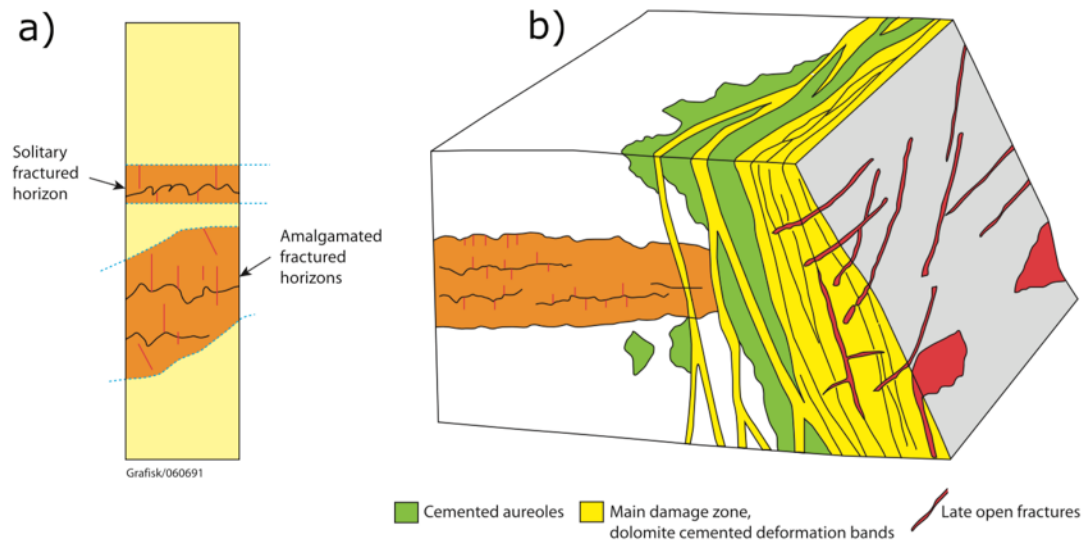 a)
b)
Solitary
fractured
horizon
Amalgamated
fractured
horizons
Grafisk/060691
Cemented aureoles
Main damage zone,
dolomite cemented deformation bands
Late open fractures